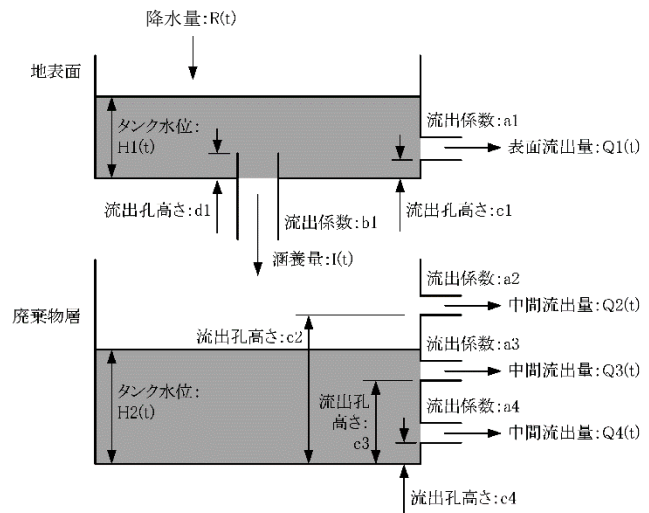 降水量:R(t)
地表面
タンク水位:
H1(t)
流出係数:a1
表面流出量:Q1(t)
流出孔高さ:d1
流出係数:b1
流出孔高さ:c1
涵養量:I(t)
流出係数:a2
中間流出量:Q2(t)
廃棄物層
流出孔高さ:c2
流出係数:a3
中間流出量:Q3(t)
タンク水位:
H2(t)
流出孔
高さ:
c3
流出係数:a4
中間流出量:Q4(t)
流出孔高さ:c4